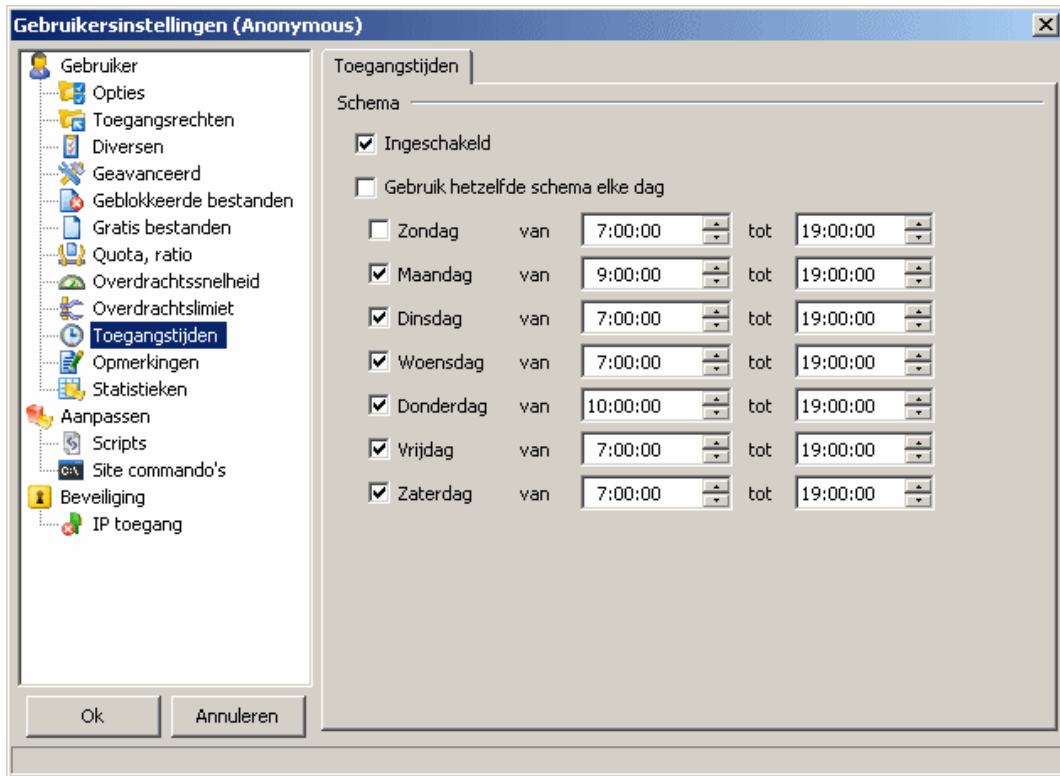 Gebruikersinstellingen (Anonymous)
Gebruiker
Opties
Toegangsrechten
Diversen
Geavanceerd
Geblokkeerde bestanden
Gratis bestanden
Quota, ratio
Overdrachtssnelheid
Overdrachtslimiet
Toegangstijden
Opmerkingen
Statistieken
Aanpassen
Scripts
Site commando's
Beveiliging
IP toegang
Ok Annuleren
Toegangstijden
Schema
Ingeschakeld
Gebruik hetzelfde schema elke dag
Zondag van 7:00:00 tot 19:00:00
Maandag van 9:00:00 tot 19:00:00
Dinsdag van 7:00:00 tot 19:00:00
Woensdag van 7:00:00 tot 19:00:00
Donderdag van 10:00:00 tot 19:00:00
Vrijdag van 7:00:00 tot 19:00:00
Zaterdag van 7:00:00 tot 19:00:00